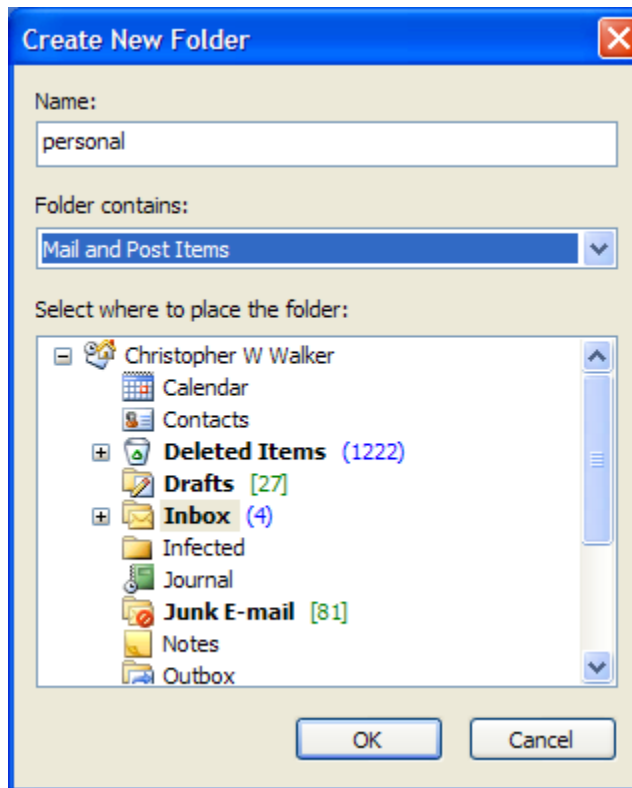 Create New Folder
Name:
personal
Folder contains:
Mail and Post Items
Select where to place the folder:
Christopher W Walker
Calendar
Contacts
Deleted Items (1222)
Drafts [27]
Inbox (4)
Infected
Journal
Junk E-mail [81]
Notes
Outbox
OK Cancel